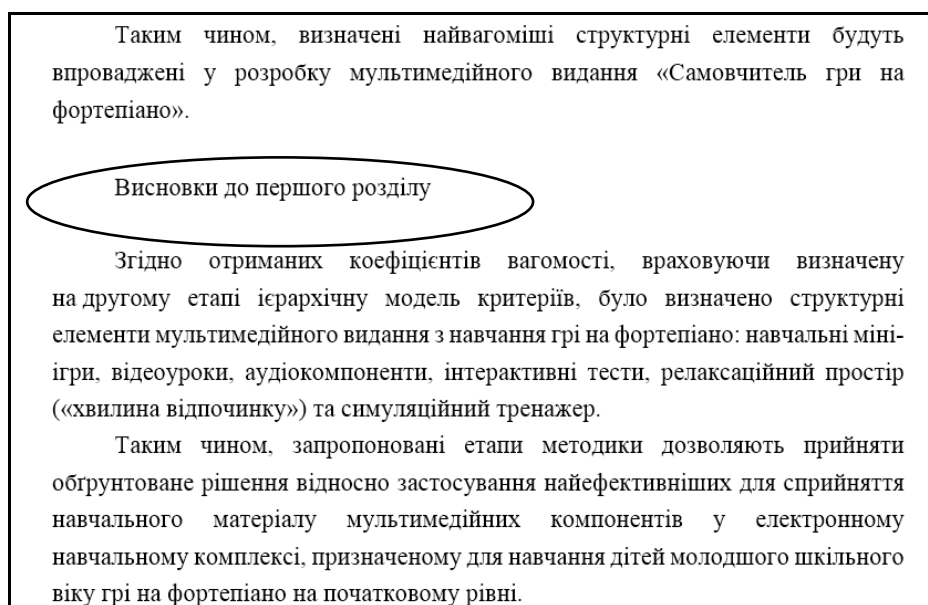 Таким чином, визначені найвагоміші структурні елементи будуть
впроваджені у розробку мультимедійного видання «Самовчитель гри на
фортепіано».
Висновки до першого розділу
Згідно отриманих коефіцієнтів вагомості, враховуючи визначену
на другому етапі ієрархічну модель критеріїв, було визначено структурні
елементи мультимедійного видання з навчання грі на фортепіано: навчальні міні-
ігри, відеоуроки, аудіокомпоненти, інтерактивні тести, релаксаційний простір
(«хвилина відпочинку») та симуляційний тренажер.
Таким чином, запропоновані етапи методики дозволяють прийняти
обґрунтоване рішення відносно застосування найефективніших для сприйняття
навчального матеріалу мультимедійних компонентів у електронному
навчальному комплексі, призначеному для навчання дітей молодшого шкільного
віку грі на фортепіано на початковому рівні.